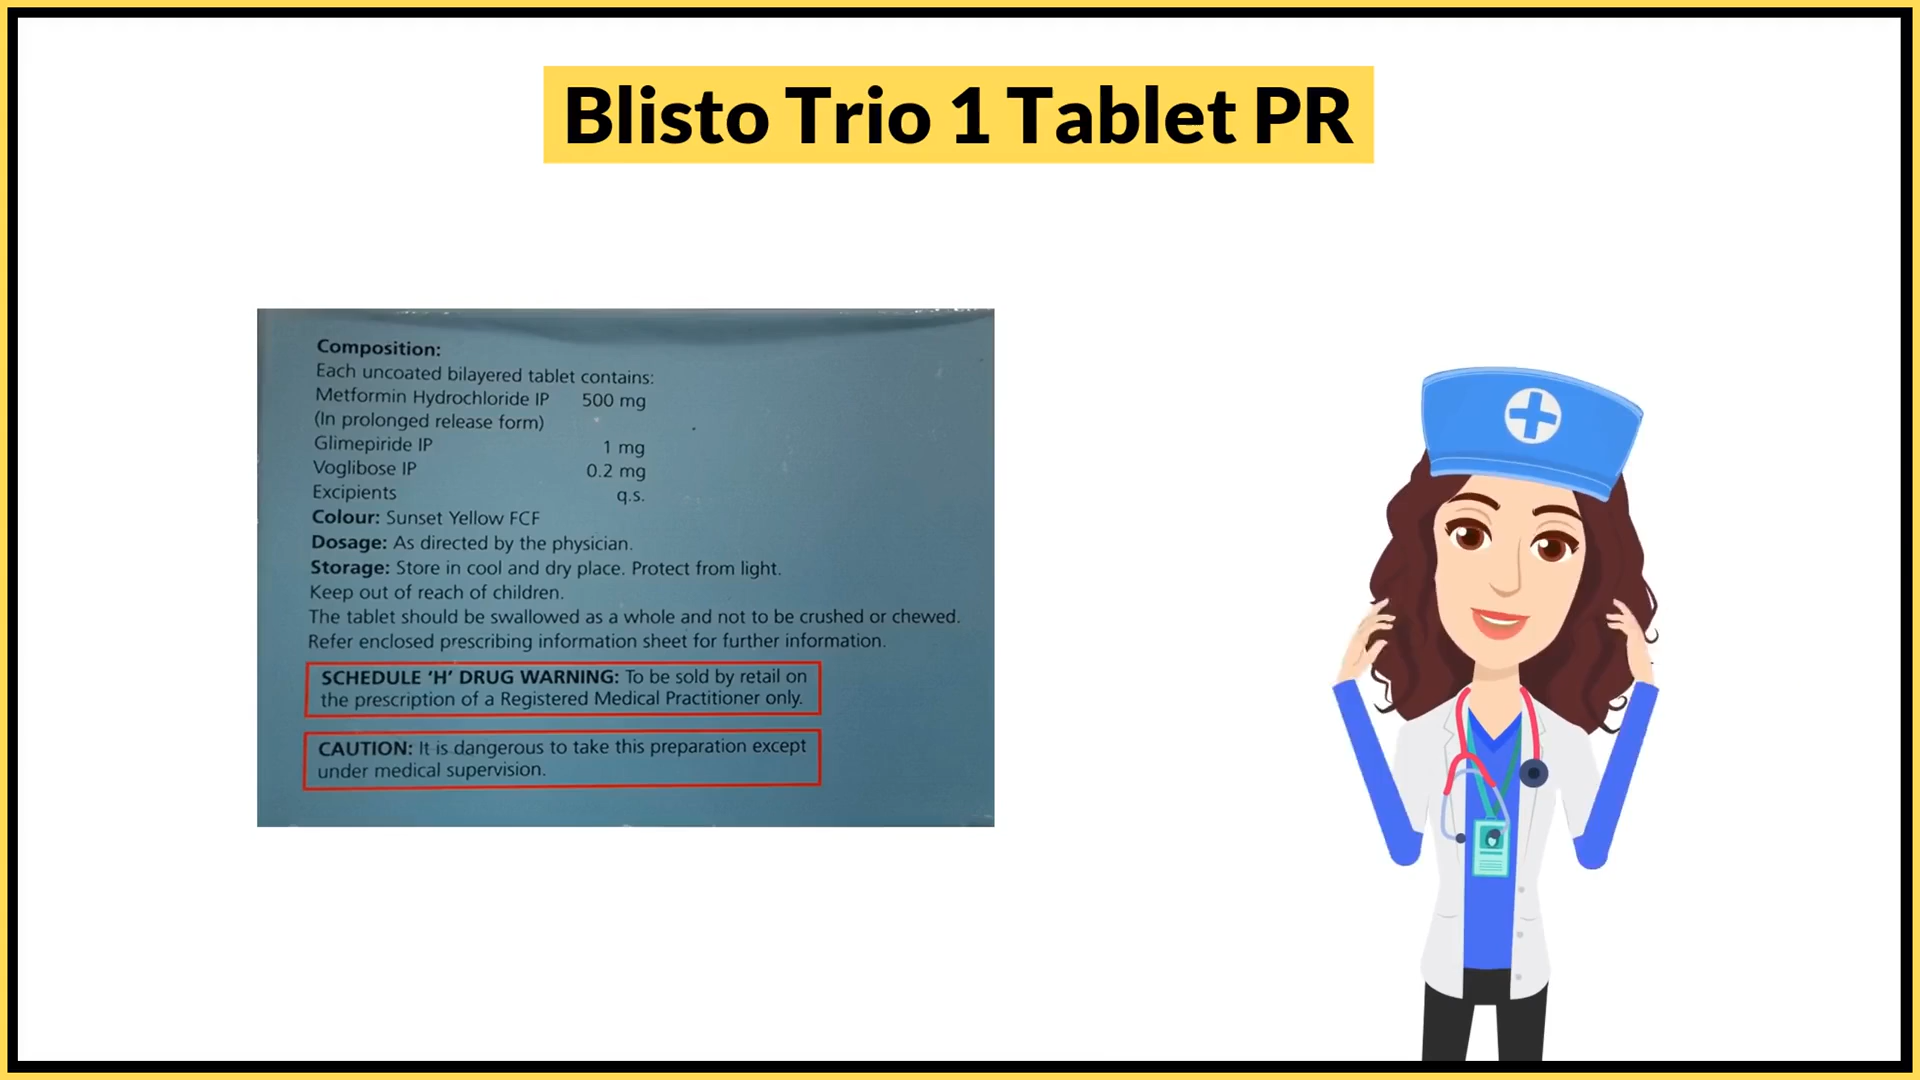 Blisto Trio 1 Tablet PR
Composition:
Each uncoated bilayered tablet contains:
Metformin Hydrochloride IP 500 mg
(In prolonged release form)
Glimepiride IP 1 mg
Voglibose IP 0.2 mg
Excipients q.s.
Colour: Sunset Yellow FCF
Dosage: As directed by the physician.
Storage: Store in cool and dry place. Protect from light.
Keep out of reach of children.
The tablet should be swallowed as a whole and not to be crushed or chewed.
Refer enclosed prescribing information sheet for further information.
SCHEDULE 'H' DRUG WARNING: To be sold by retail on
the prescription of a Registered Medical Practitioner only.
CAUTION: It is dangerous to take this preparation except
under medical supervision.